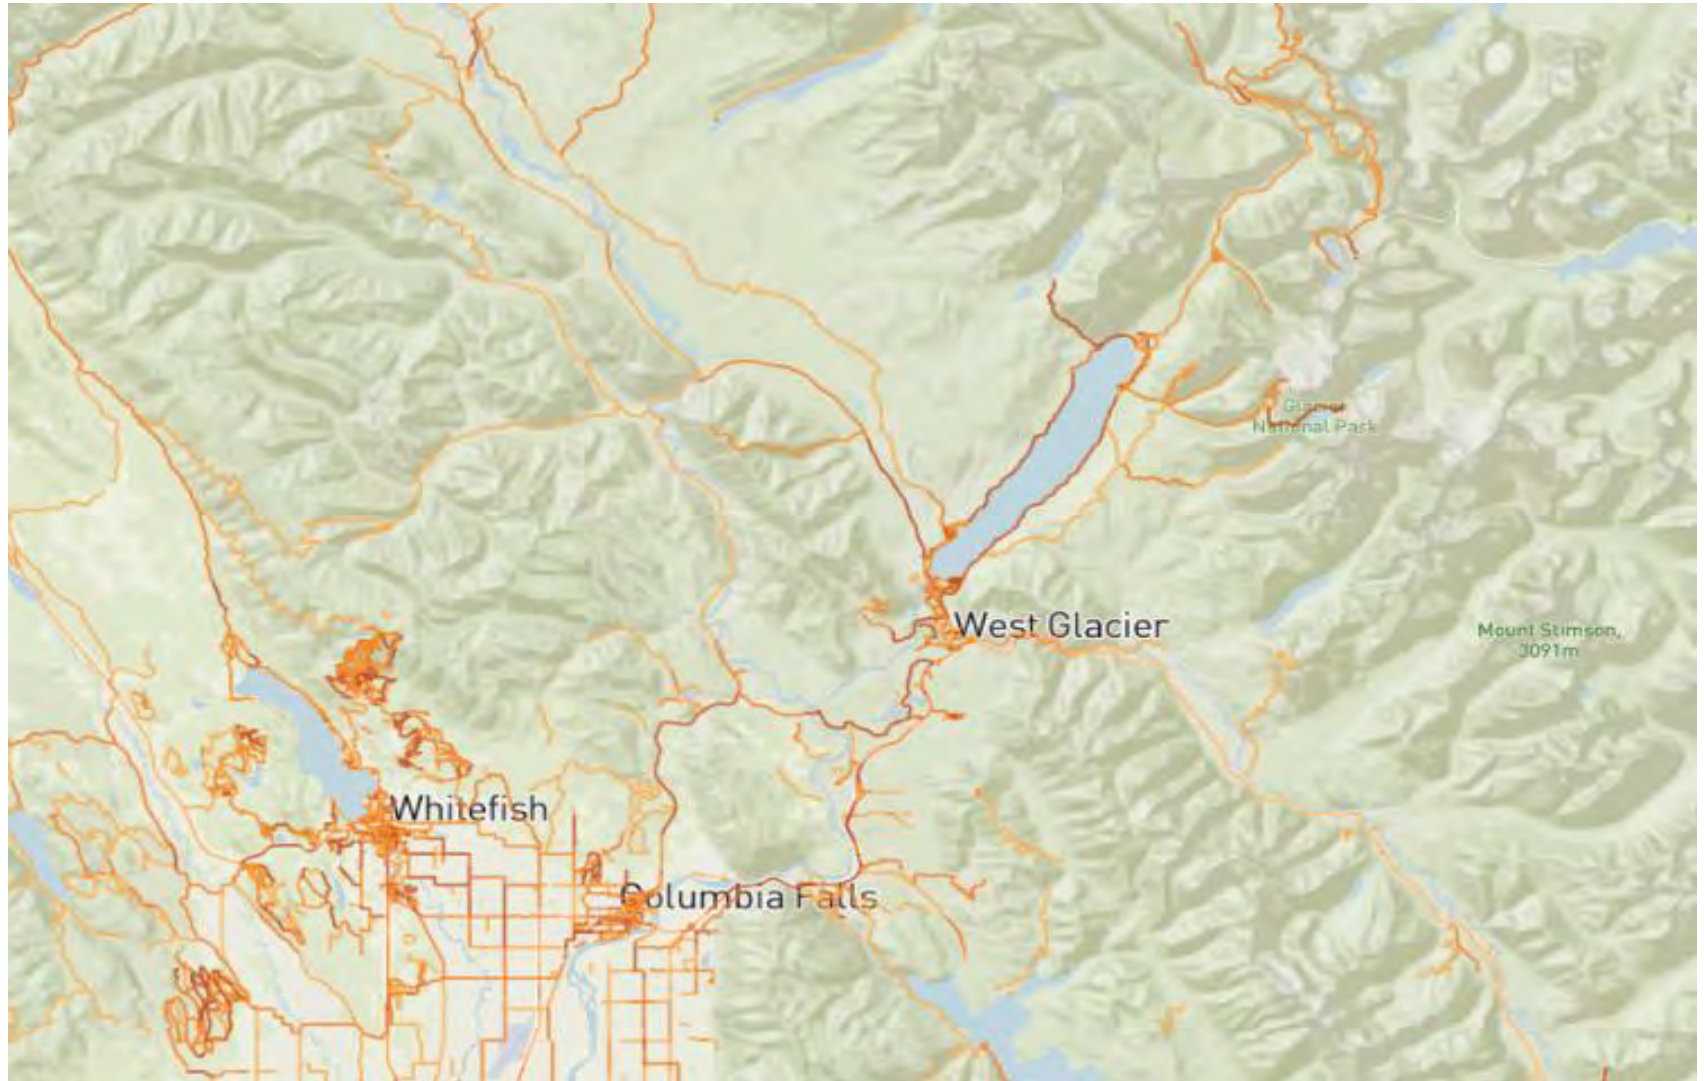 Glacier
National Park
West Glacier
Mount Stimson,
3091m
Whitefish
Columbia Falls